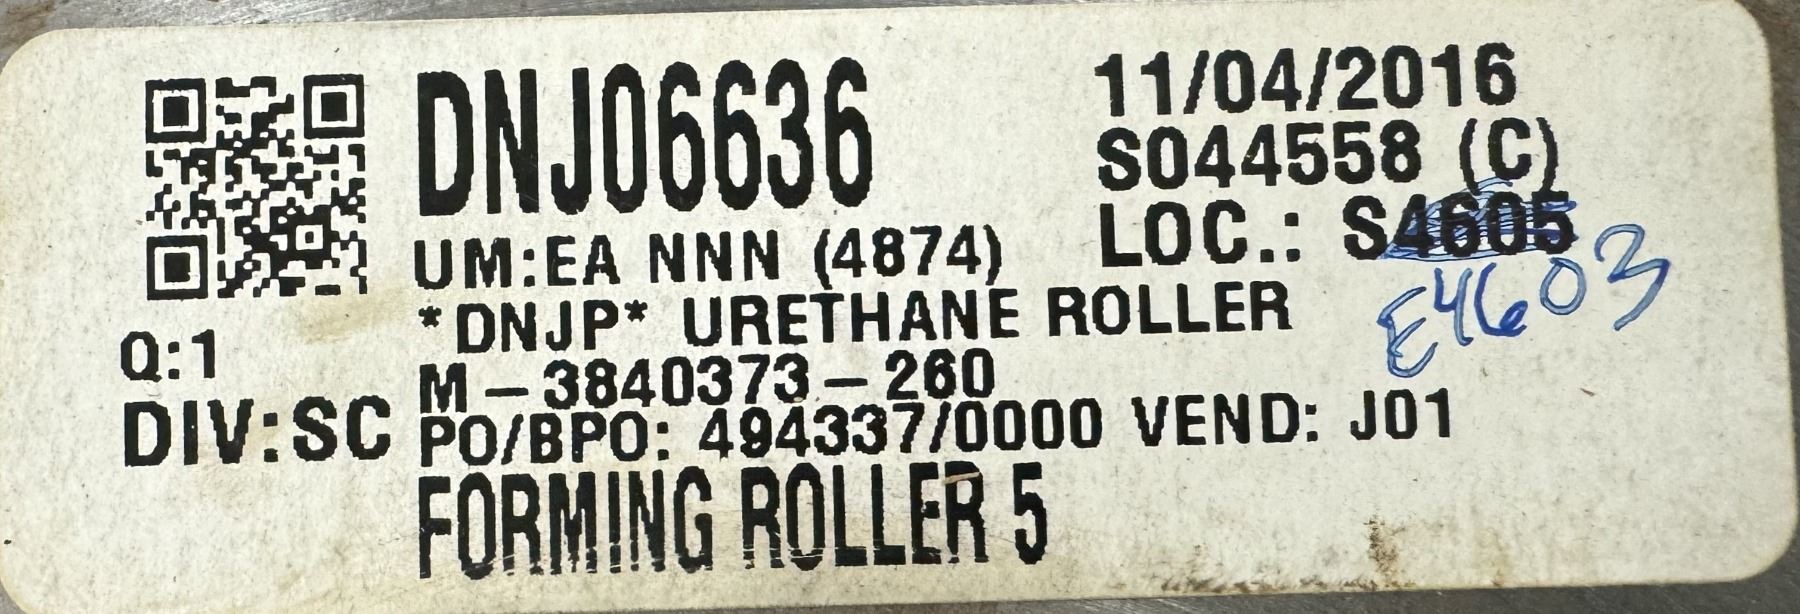 DNJ06636
11/04/2016
S044558 (C)
LOC.: S4605
E4603
UM:EA NNN (4874)
*DNJP* URETHANE ROLLER
Q:1
M-3840373-260
DIV:SC
PO/BPO: 494337/0000 VEND: J01
FORMING ROLLER 5